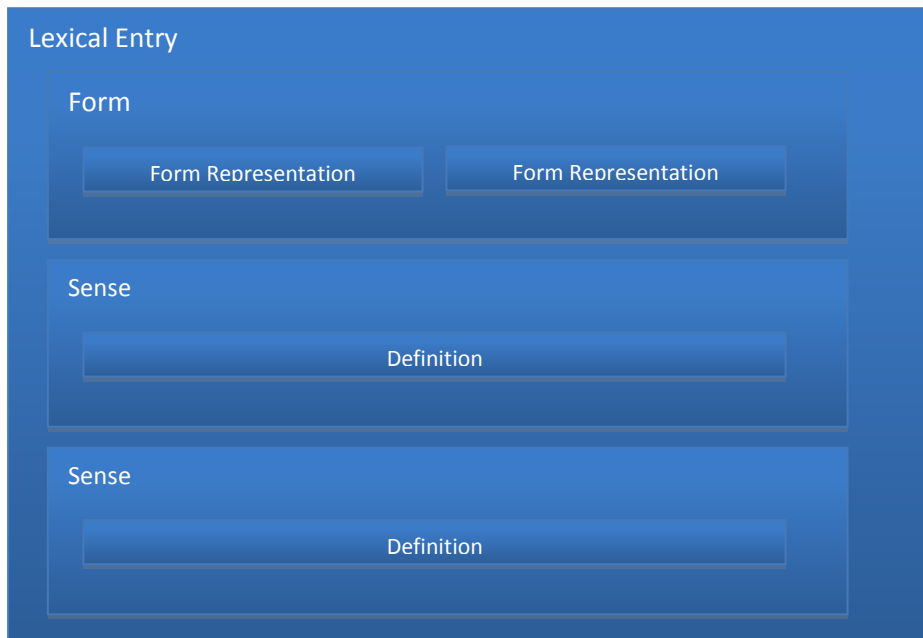 Lexical Entry
Form
Form Representation Form Representation
Sense
Definition
Sense
Definition